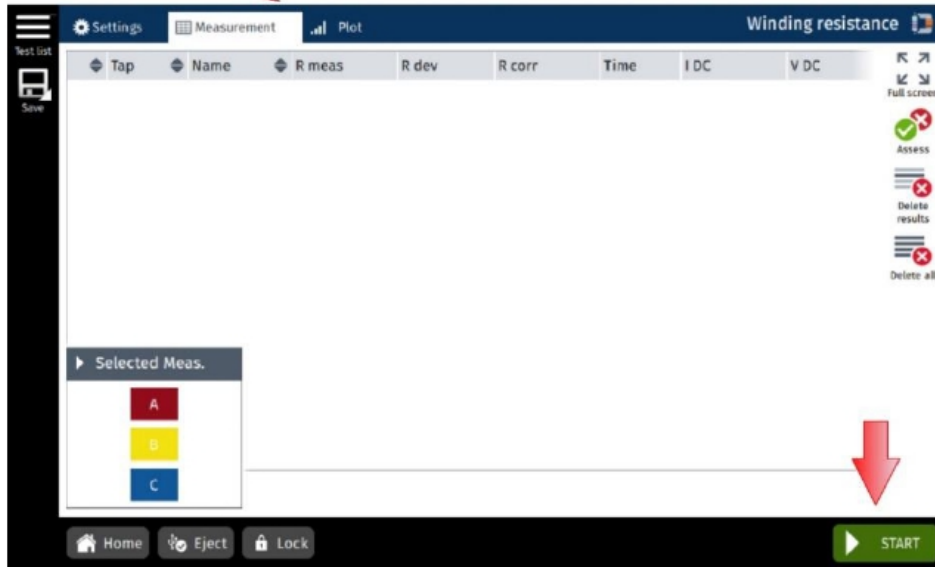 Test list
Save
Settings
Measurement
Plot
Winding resistance
Tap Name R meas R dev R corr Time I DC V DC
Full screen
Assess
Delete
results
Delete all
Selected Meas.
A
B
C
Home
Eject
Lock
START